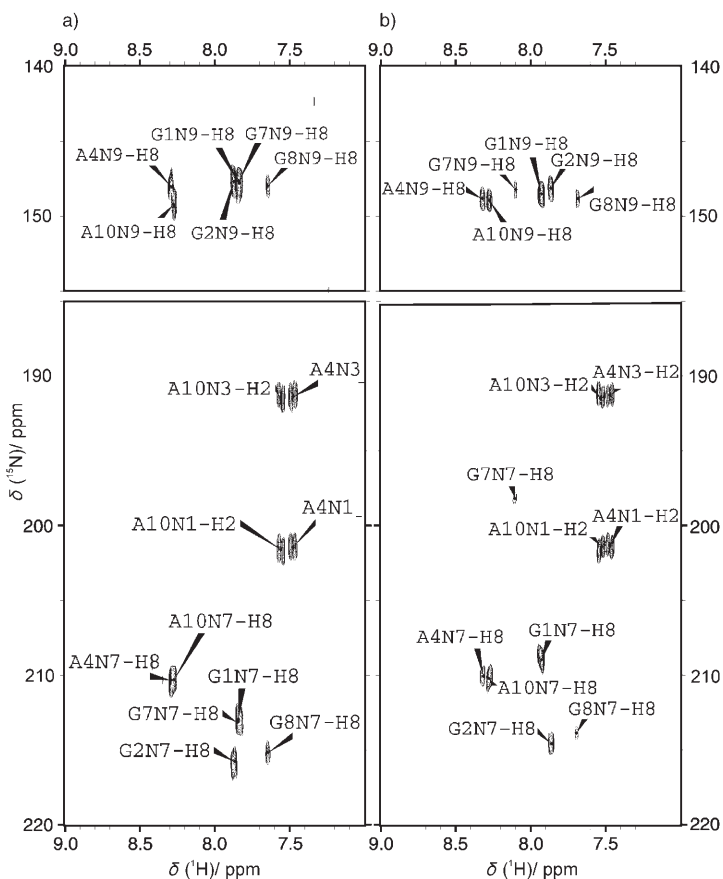 a)
b)
9.0 8.5 8.0 7.5
9.0 8.5 8.0 7.5
140
140
G1N9-H8 G7N9-H8
A4N9-H8
G8N9-H8
A10N9-H8 G2N9-H8
G1N9-H8
G7N9-H8
G2N9-H8
A4N9-H8
G8N9-H8
A10N9-H8
150
150
A4N3
A10N3-H2
A10N3-H2
A4N3-H2
190
190
δ (¹⁵N)/ ppm
G7N7-H8
A4N1
A10N1-H2
A10N1-H2
A4N1-H2
200
200
A10N7-H8
A4N7-H8
G1N7-H8
G7N7-H8
G2N7-H8
G8N7-H8
G1N7-H8
A4N7-H8
A10N7-H8
G8N7-H8
G2N7-H8
210
210
220
220
9.0 8.5 8.0 7.5
9.0 8.5 8.0 7.5
δ (¹H)/ ppm
δ (¹H)/ ppm